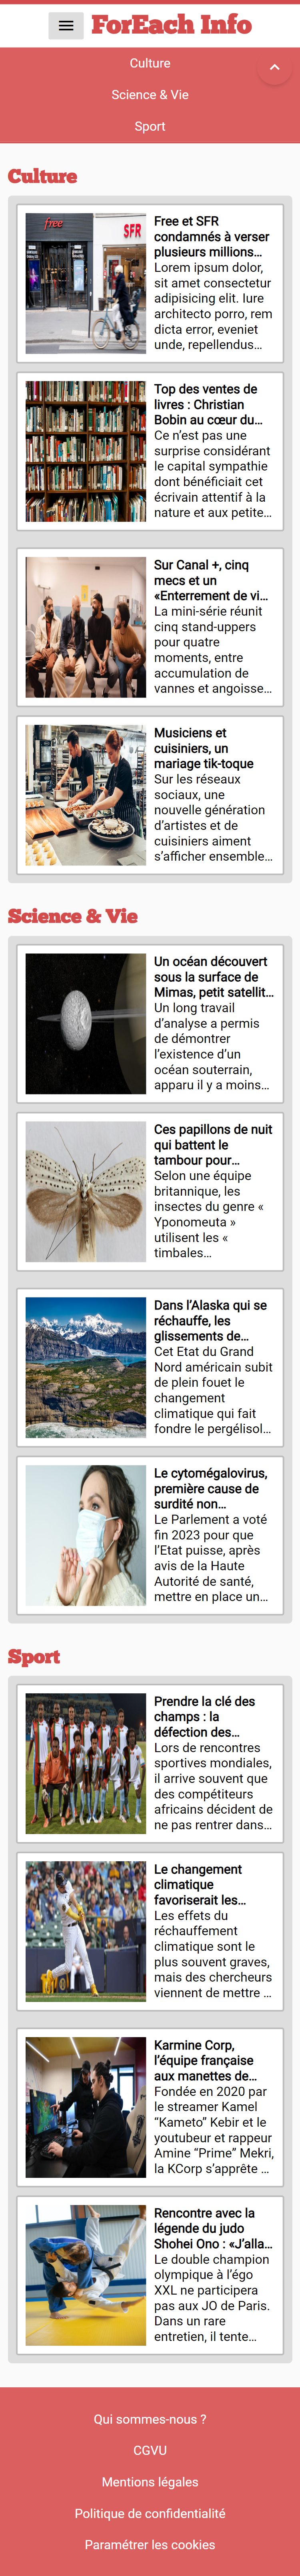 ForEach Info
Culture
Science & Vie
Sport
Culture
free
SFR
Free et SFR
condamnés à verser
plusieurs millions…
Lorem ipsum dolor,
sit amet consectetur
adipisicing elit. Iure
architecto porro, rem
dicta error, eveniet
unde, repellendus…
Top des ventes de
livres : Christian
Bobin au cœur du…
Ce n’est pas une
surprise considérant
le capital sympathie
dont bénéficiait cet
écrivain attentif à la
nature et aux petite…
Sur Canal +, cinq
mecs et un
«Enterrement de vi…
La mini-série réunit
cinq stand-uppers
pour quatre
moments, entre
accumulation de
vannes et angoisse…
Musiciens et
cuisiniers, un
mariage tik-toque
Sur les réseaux
sociaux, une
nouvelle génération
d’artistes et de
cuisiniers aiment
s’afficher ensemble…
Science & Vie
Un océan découvert
sous la surface de
Mimas, petit satellit…
Un long travail
d’analyse a permis
de démontrer
l’existence d’un
océan souterrain,
apparu il y a moins…
Ces papillons de nuit
qui battent le
tambour pour…
Selon une équipe
britannique, les
insectes du genre «
Yponomeuta »
utilisent les «
timbales…
Dans l’Alaska qui se
réchauffe, les
glissements de…
Cet Etat du Grand
Nord américain subit
de plein fouet le
changement
climatique qui fait
fondre le pergélisol…
Le cytomégalovirus,
première cause de
surdité non…
Le Parlement a voté
fin 2023 pour que
l’Etat puisse, après
avis de la Haute
Autorité de santé,
mettre en place un…
Sport
Prendre la clé des
champs : la
défection des…
Lors de rencontres
sportives mondiales,
il arrive souvent que
des compétiteurs
africains décident de
ne pas rentrer dans…
Le changement
climatique
favoriserait les…
Les effets du
réchauffement
climatique sont le
plus souvent graves,
mais des chercheurs
viennent de mettre …
Karmine Corp,
l’équipe française
aux manettes de…
Fondée en 2020 par
le streamer Kamel
“Kameto” Kebir et le
youtubeur et rappeur
Amine “Prime” Mekri,
la KCorp s’apprête …
Rencontre avec la
légende du judo
Shohei Ono : «J’alla…
Le double champion
olympique à l’égo
XXL ne participera
pas aux JO de Paris.
Dans un rare
entretien, il tente…
Qui sommes-nous ?
CGVU
Mentions légales
Politique de confidentialité
Paramétrer les cookies